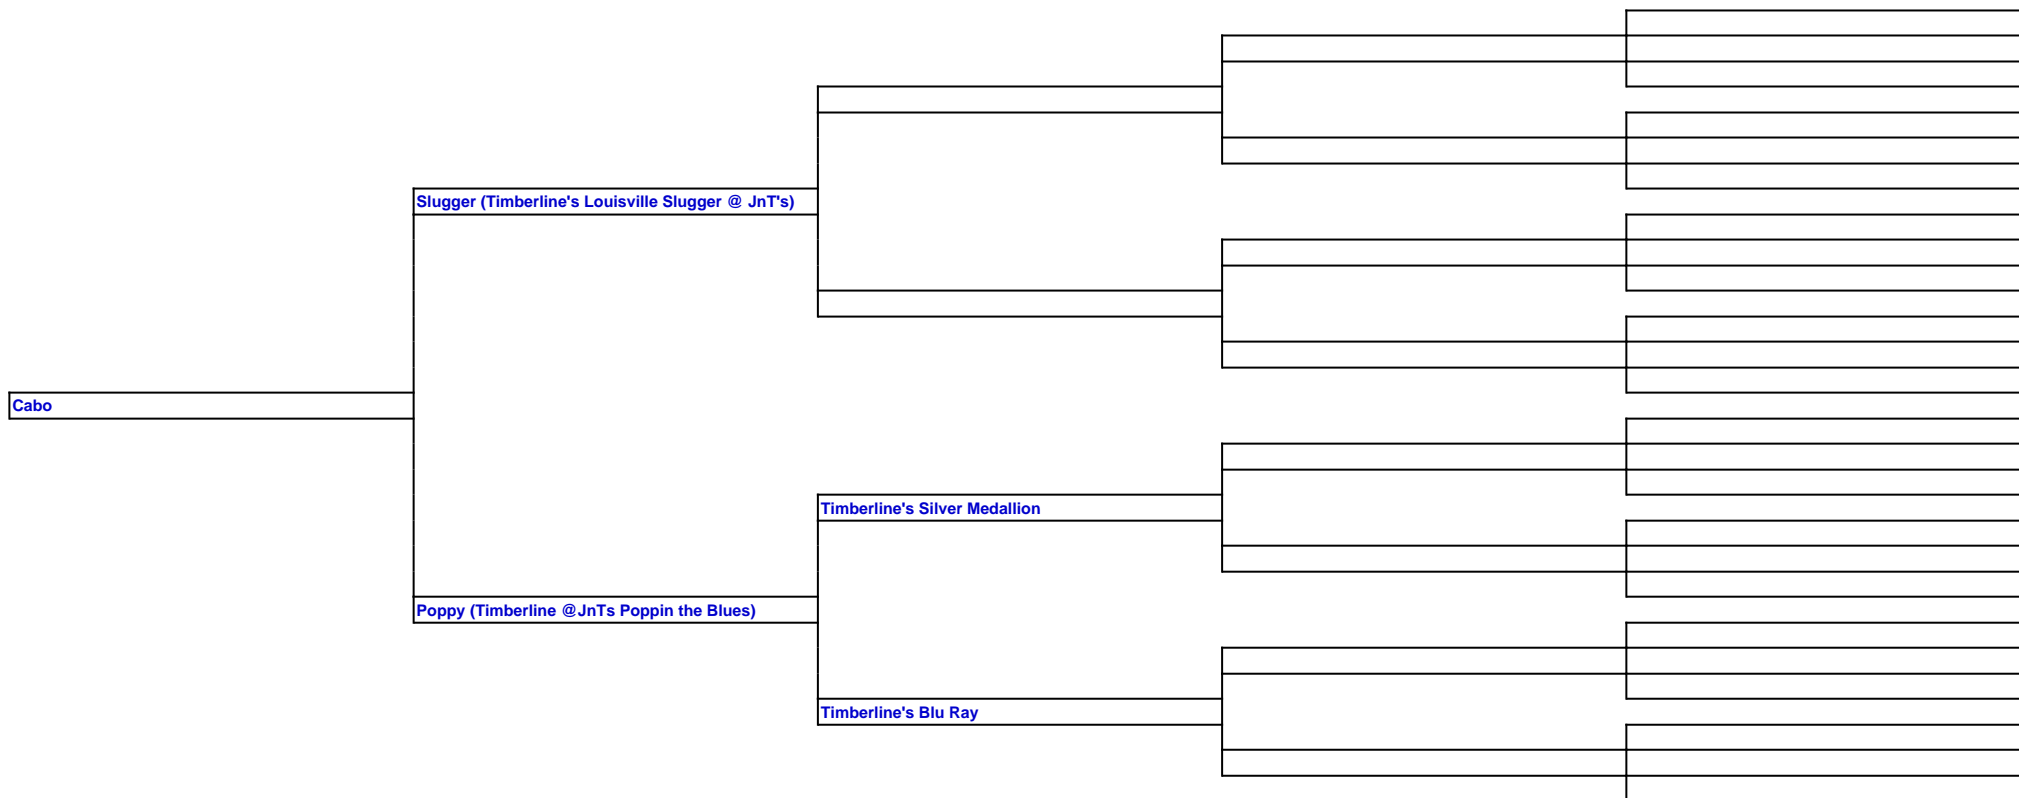 Slugger (Timberline's Louisville Slugger @ JnT's)
Cabo
Timberline's Silver Medallion
Poppy (Timberline @JnTs Poppin the Blues)
Timberline's Blu Ray